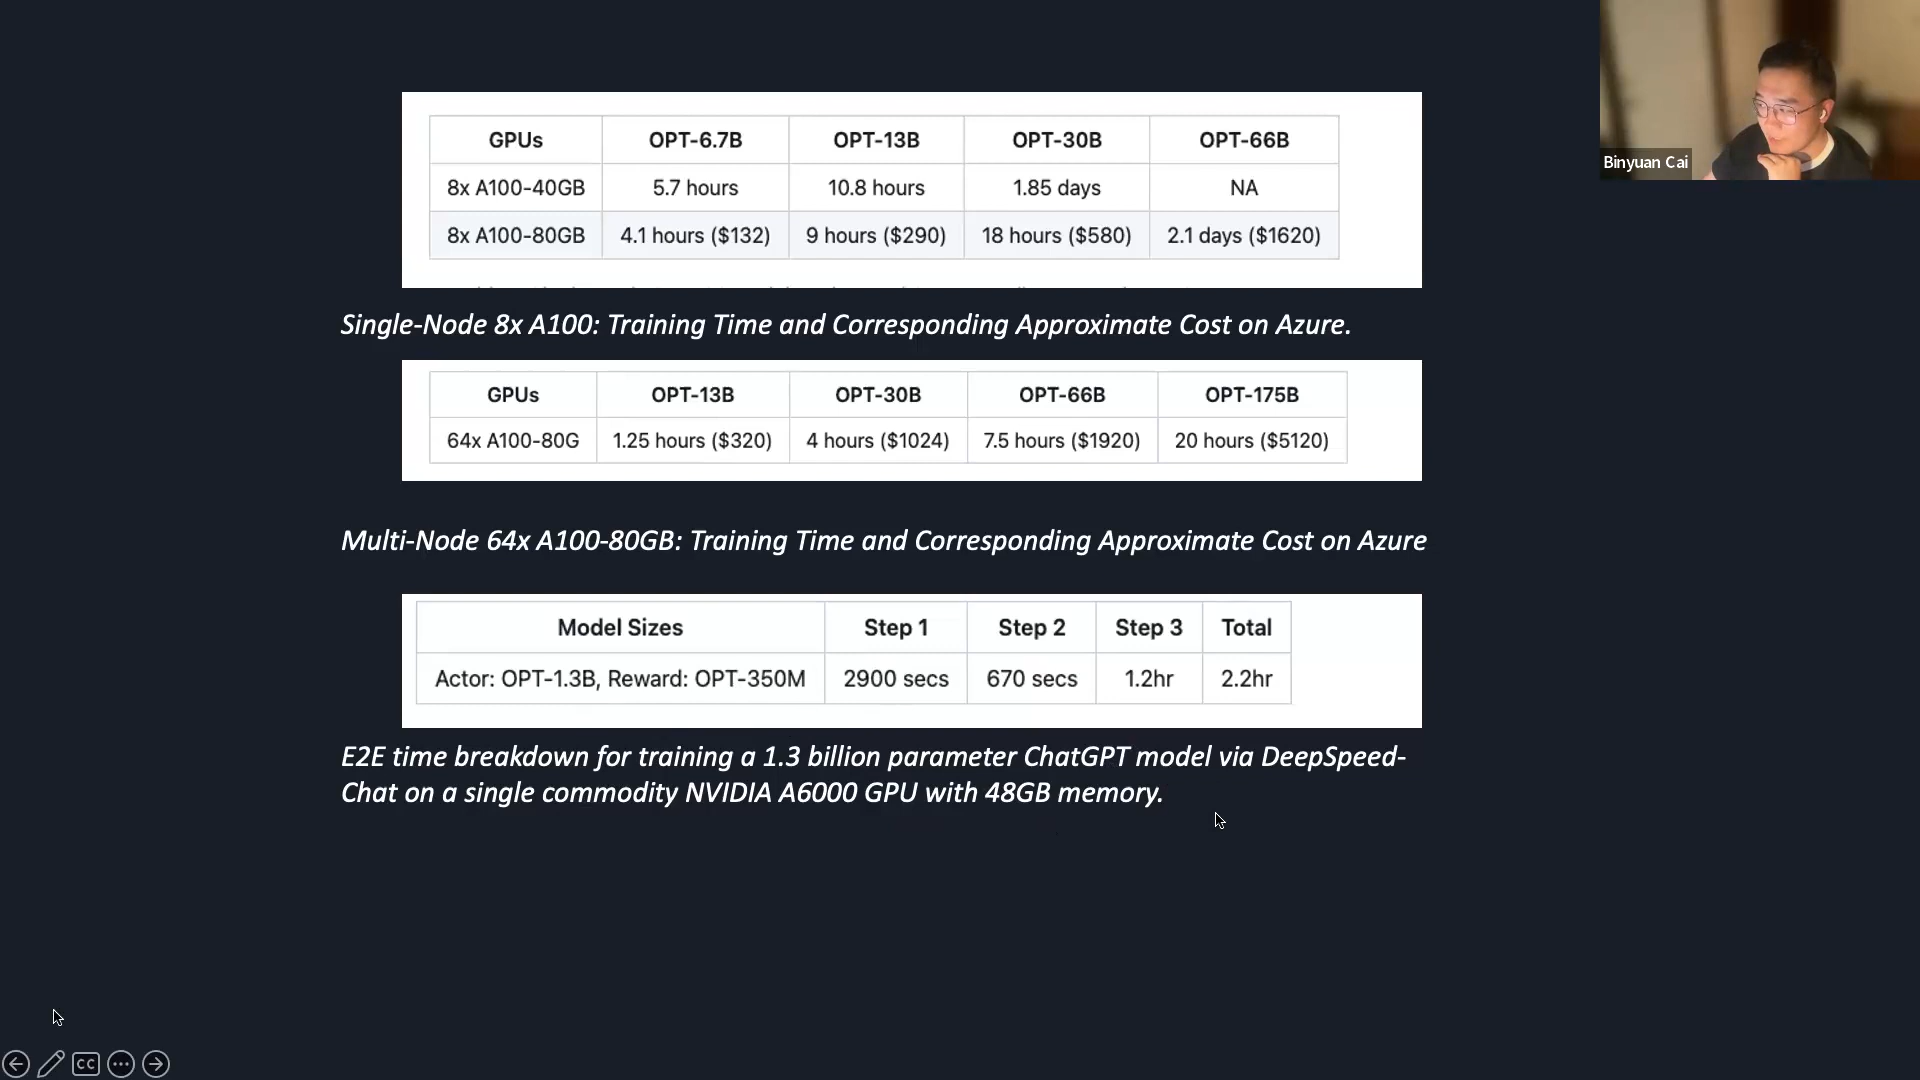 GPUs OPT-6.7B OPT-13B OPT-30B OPT-66B
8x A100-40GB 5.7 hours 10.8 hours 1.85 days NA
8x A100-80GB 4.1 hours ($132) 9 hours ($290) 18 hours ($580) 2.1 days ($1620)
Single-Node 8x A100: Training Time and Corresponding Approximate Cost on Azure.
GPUs OPT-13B OPT-30B OPT-66B OPT-175B
64x A100-80G 1.25 hours ($320) 4 hours ($1024) 7.5 hours ($1920) 20 hours ($5120)
Multi-Node 64x A100-80GB: Training Time and Corresponding Approximate Cost on Azure
Model Sizes Step 1 Step 2 Step 3 Total
Actor: OPT-1.3B, Reward: OPT-350M 2900 secs 670 secs 1.2hr 2.2hr
E2E time breakdown for training a 1.3 billion parameter ChatGPT model via DeepSpeed-
Chat on a single commodity NVIDIA A6000 GPU with 48GB memory.
Binyuan Cai
CC